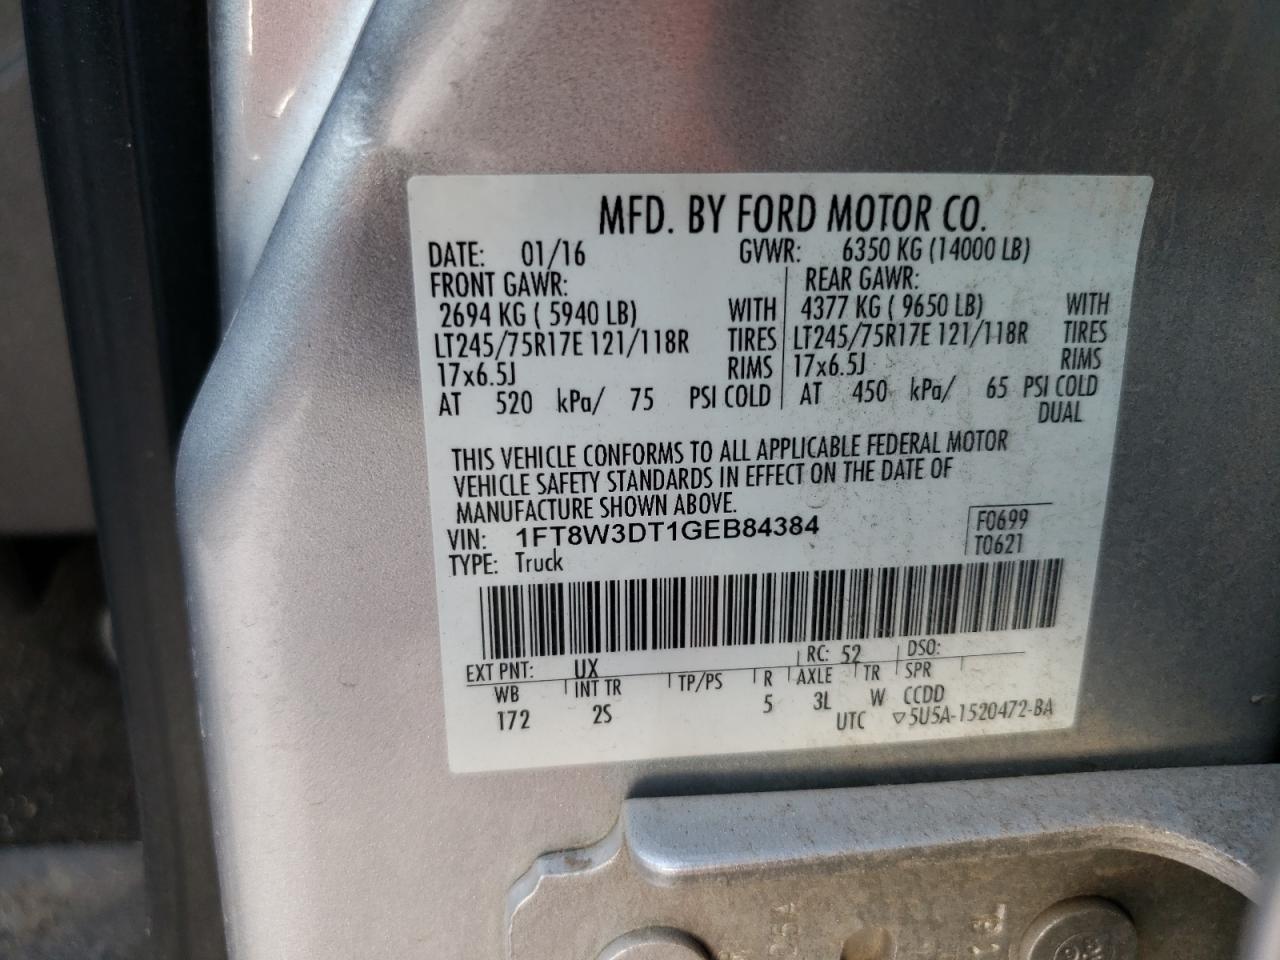 MFD. BY FORD MOTOR CO.
DATE: 01/16 GVWR: 6350 KG (14000 LB)
FRONT GAWR: REAR GAWR:
2694 KG ( 5940 LB) WITH 4377 KG ( 9650 LB) WITH
LT245/75R17E 121/118R TIRES LT245/75R17E 121/118R TIRES
17x6.5J RIMS 17x6.5J RIMS
AT 520 kPa/ 75 PSI COLD AT 450 kPa/ 65 PSI COLD
DUAL
THIS VEHICLE CONFORMS TO ALL APPLICABLE FEDERAL MOTOR
VEHICLE SAFETY STANDARDS IN EFFECT ON THE DATE OF
MANUFACTURE SHOWN ABOVE.
VIN: 1FT8W3DT1GEB84384 F0699
TYPE: Truck T0621
EXT PNT: UX RC: 52 DSO:
WB INT TR TP/PS R AXLE TR SPR
172 2S 5 3L W CCDD
UTC ▽5U5A-1520472-BA